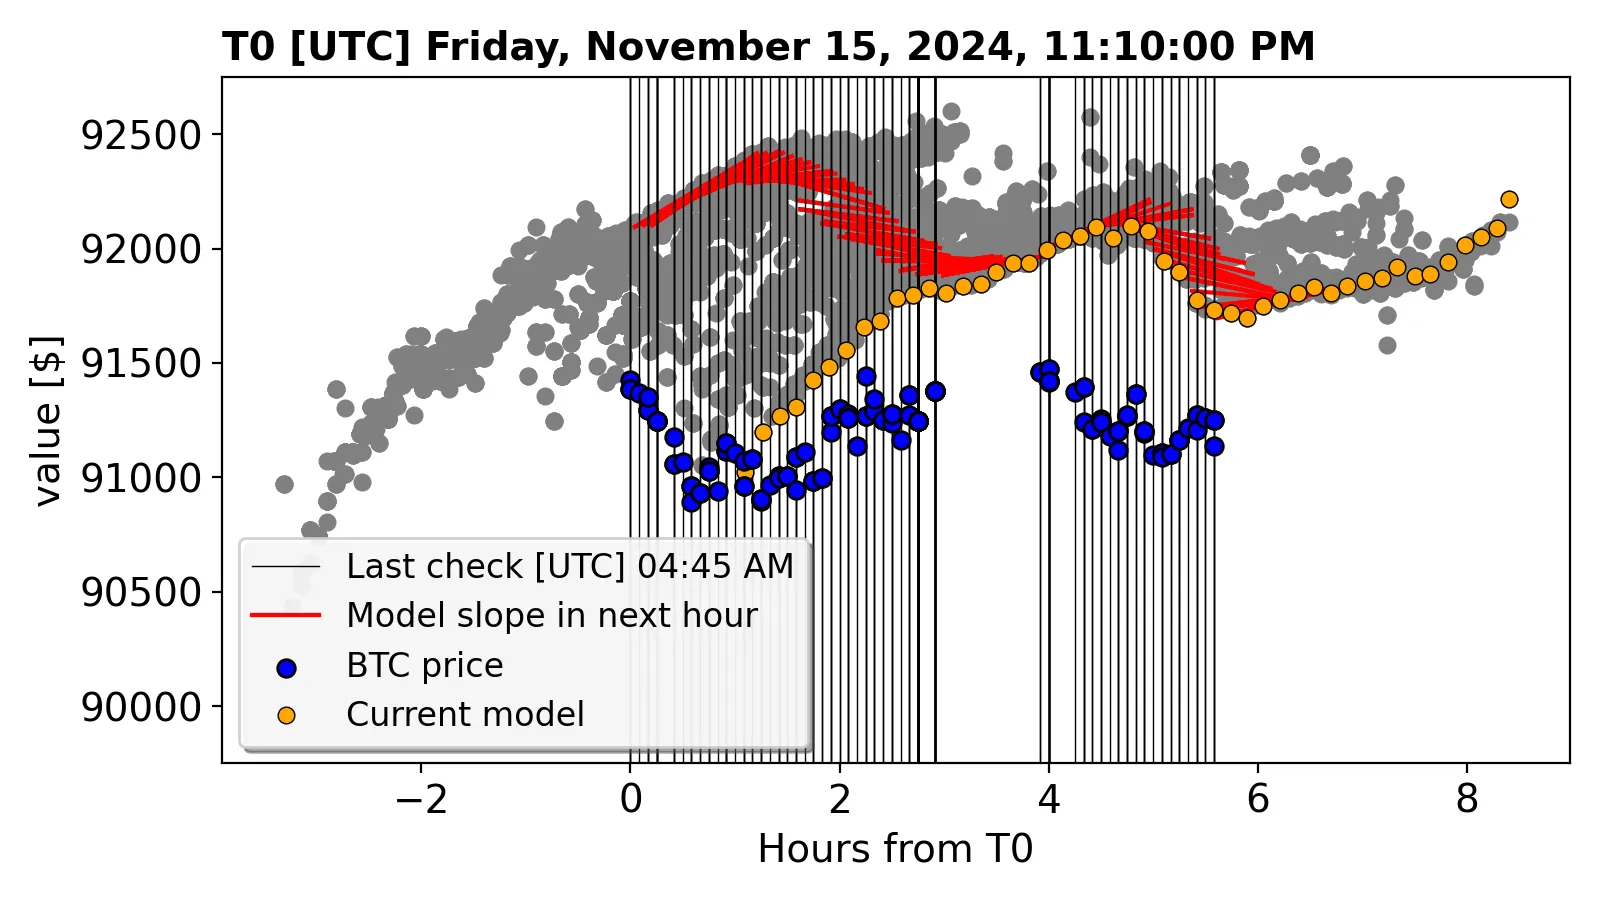 T0 [UTC] Friday, November 15, 2024, 11:10:00 PM
value [$]
92500
92000
91500
91000
90500
90000
Last check [UTC] 04:45 AM
Model slope in next hour
BTC price
Current model
−2 0 2 4 6 8
Hours from T0